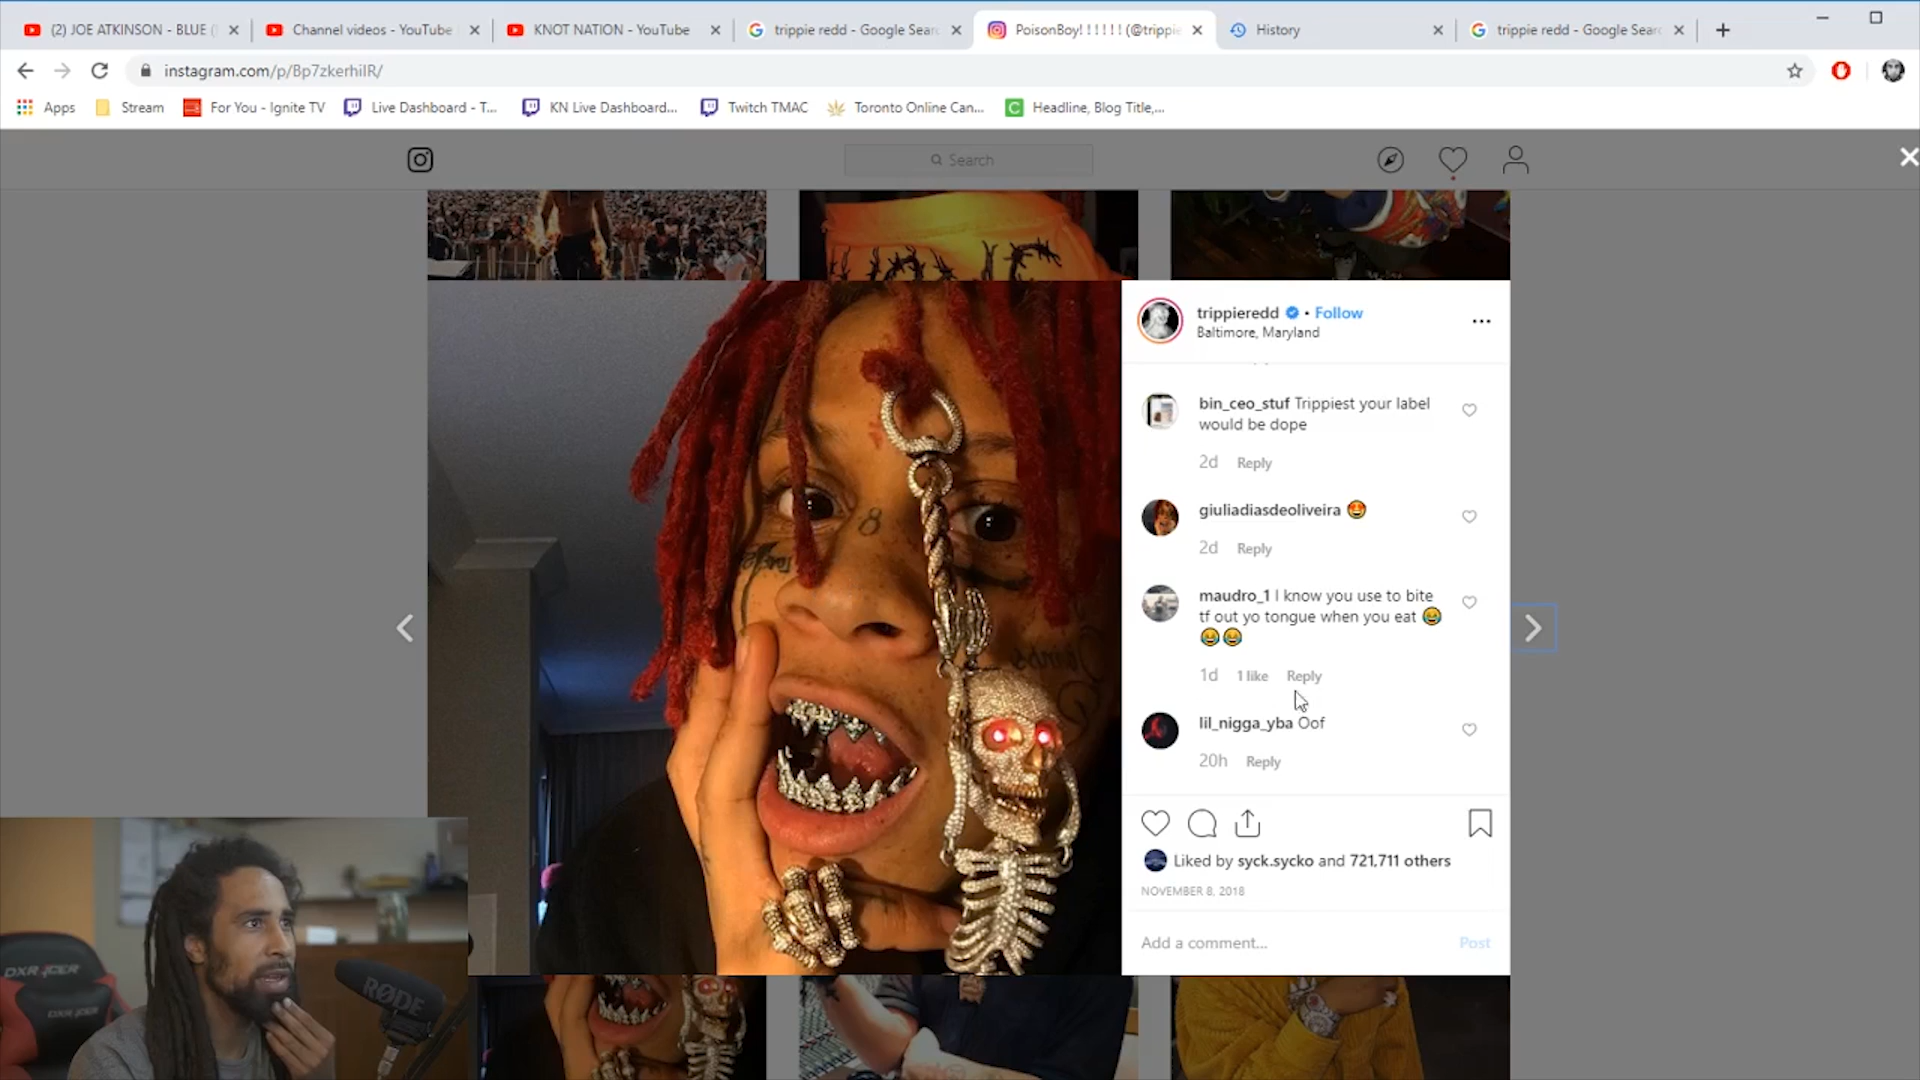 (2) JOE ATKINSON - BLUE (
Channel videos - YouTube
KNOT NATION - YouTube
trippie redd - Google Sear
PoisonBoy! ! ! ! ! ! (@trippie
History
trippie redd - Google Sear
instagram.com/p/Bp7zkerhilR/
Apps
Stream
For You - Ignite TV
Live Dashboard - T...
KN Live Dashboard...
Twitch TMAC
Toronto Online Can...
Headline, Blog Title,...
Search
trippieredd • Follow
Baltimore, Maryland
bin_ceo_stuf Trippiest your label
would be dope
2d Reply
giuliadiasdeoliveira 🤩
2d Reply
maudro_1 I know you use to bite
tf out yo tongue when you eat 😂
😂😂
1d 1 like Reply
lil_nigga_yba Oof
20h Reply
Liked by syck.sycko and 721,711 others
NOVEMBER 8, 2018
Add a comment... Post
8
DXRACER
DXRACER
RØDE